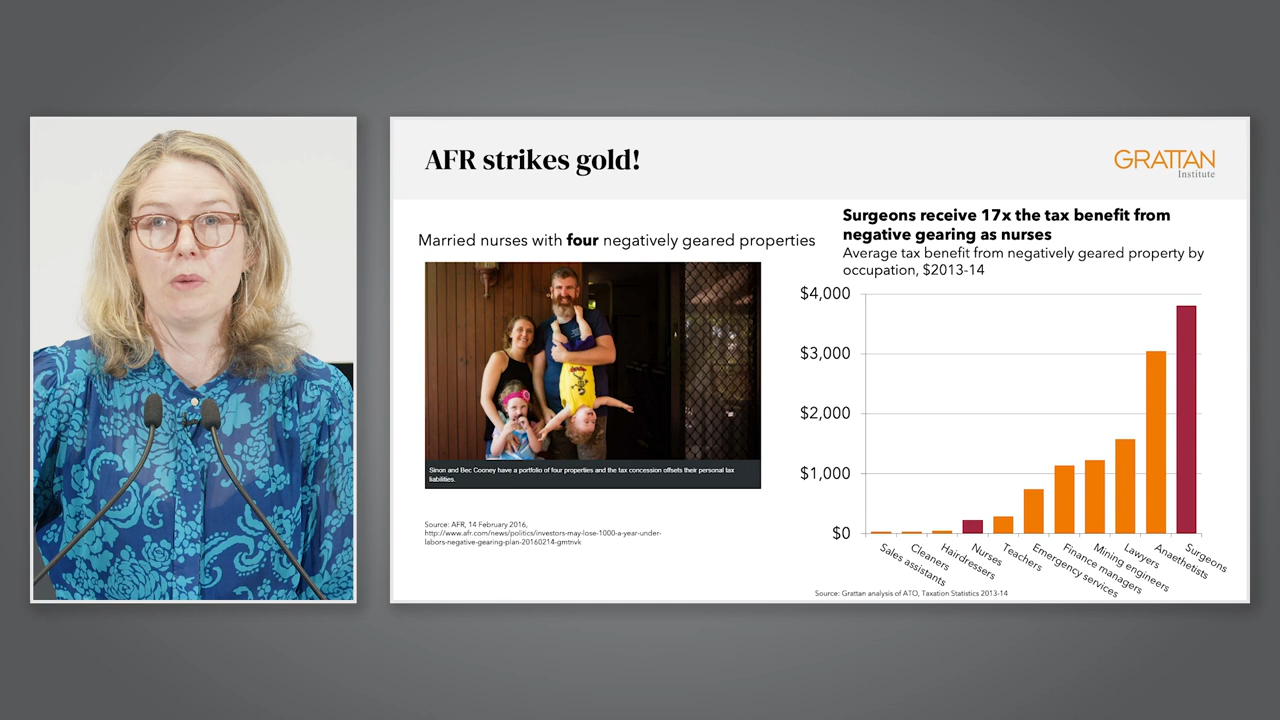 AFR strikes gold!
GRATTAN
Institute
Married nurses with four negatively geared properties
Sinon and Bec Cooney have a portfolio of four properties and the tax concession offsets their personal tax
liabilities.
Source: AFR, 14 February 2016,
http://www.afr.com/news/politics/investors-may-lose-1000-a-year-under-
labors-negative-gearing-plan-20160214-gmtnvk
Surgeons receive 17x the tax benefit from
negative gearing as nurses
Average tax benefit from negatively geared property by
occupation, $2013-14
$4,000
$3,000
$2,000
$1,000
$0
Sales assistants
Cleaners
Hairdressers
Nurses
Teachers
Emergency services
Finance managers
Mining engineers
Lawyers
Anaethetists
Surgeons
Source: Grattan analysis of ATO, Taxation Statistics 2013-14